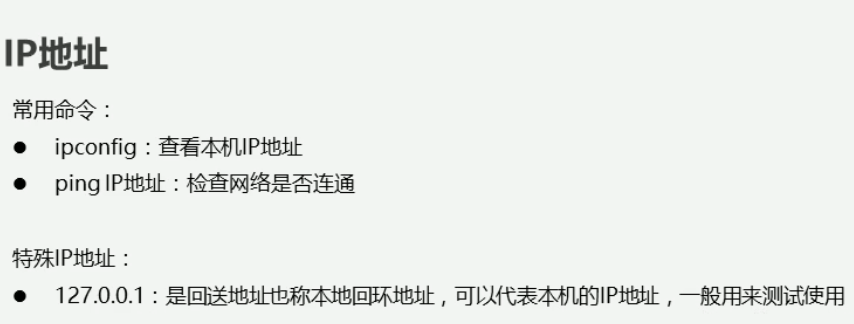 IP地址
常用命令：
● ipconfig：查看本机IP地址
● ping IP地址：检查网络是否连通
特殊IP地址：
● 127.0.0.1：是回送地址也称本地回环地址，可以代表本机的IP地址，一般用来测试使用